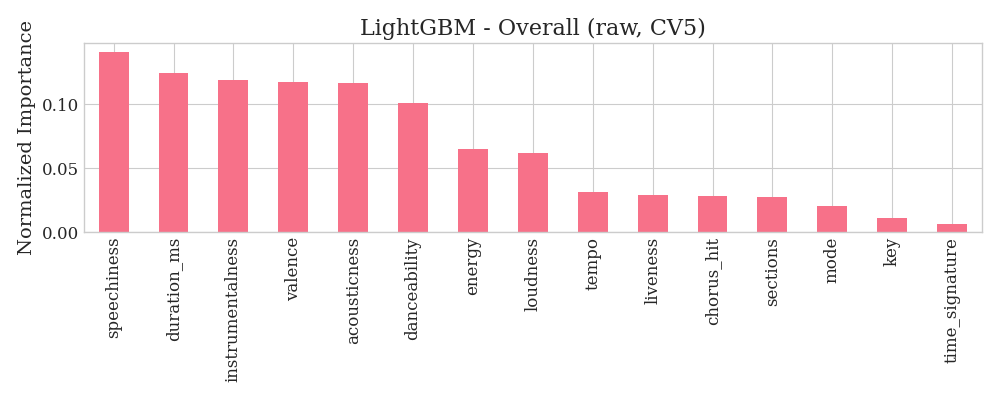 LightGBM - Overall (raw, CV5)
Normalized Importance
0.10
0.05
0.00
speechiness
duration_ms
instrumentalness
valence
acousticness
danceability
energy
loudness
tempo
liveness
chorus_hit
sections
mode
key
time_signature